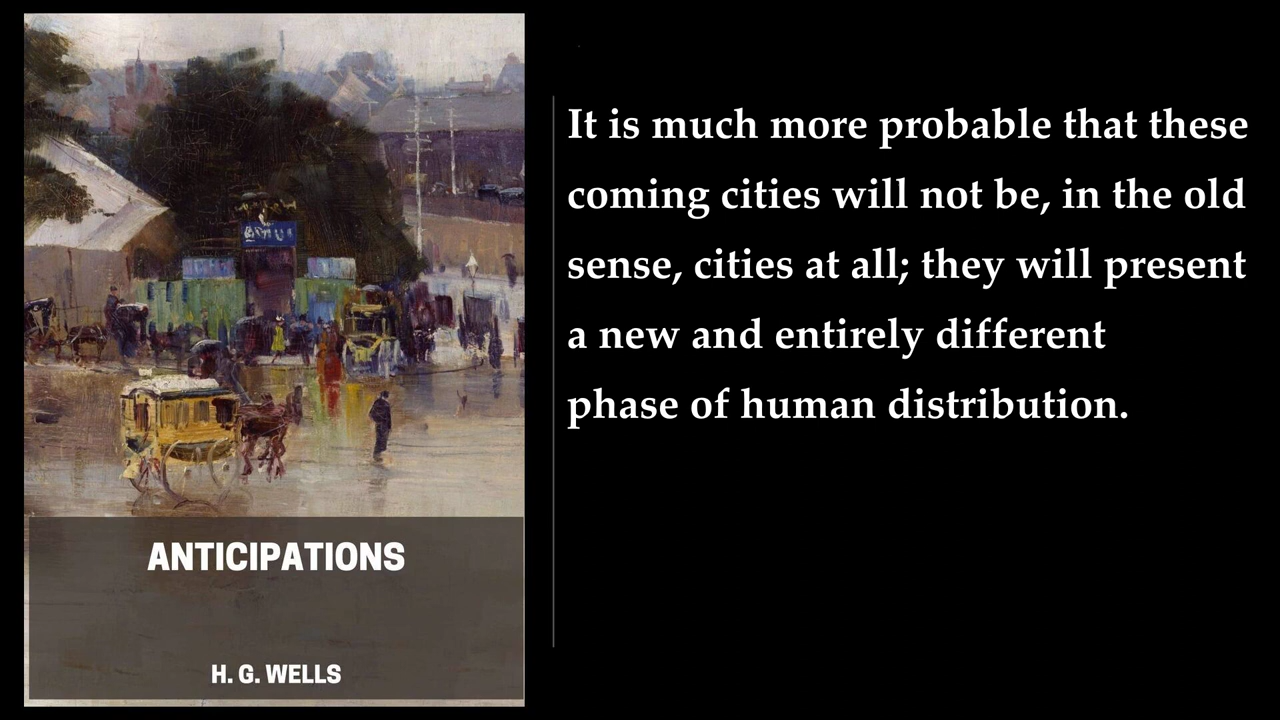 It is much more probable that these
coming cities will not be, in the old
sense, cities at all; they will present
a new and entirely different
phase of human distribution.
ANTICIPATIONS
H. G. WELLS